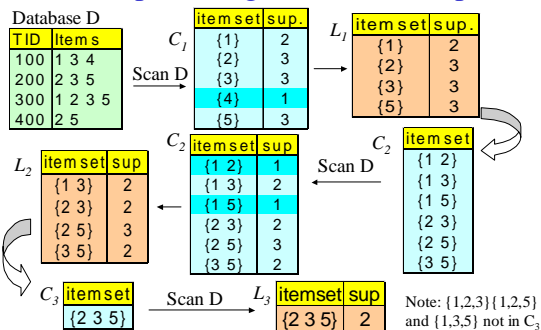 Database D
TID Items
100 1 3 4
200 2 3 5
300 1 2 3 5
400 2 5
Scan D
C1
itemset sup.
{1} 2
{2} 3
{3} 3
{4} 1
{5} 3
L1
itemset sup.
{1} 2
{2} 3
{3} 3
{5} 3
C2
itemset
{1 2}
{1 3}
{1 5}
{2 3}
{2 5}
{3 5}
Scan D
C2
itemset sup
{1 2} 1
{1 3} 2
{1 5} 1
{2 3} 2
{2 5} 3
{3 5} 2
L2
itemset sup
{1 3} 2
{2 3} 2
{2 5} 3
{3 5} 2
C3
itemset
{2 3 5}
Scan D
L3
itemset sup
{2 3 5} 2
Note: {1,2,3}{1,2,5}
and {1,3,5} not in C3